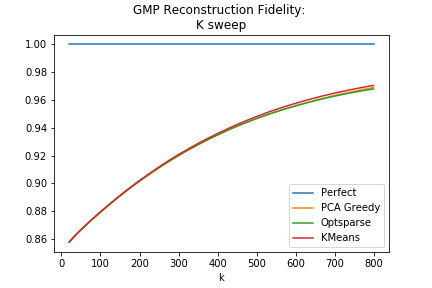 GMP Reconstruction Fidelity:
K sweep
1.00
0.98
0.96
0.94
0.92
0.90
0.88
0.86
0 100 200 300 400 500 600 700 800
k
Perfect
PCA Greedy
Optsparse
KMeans